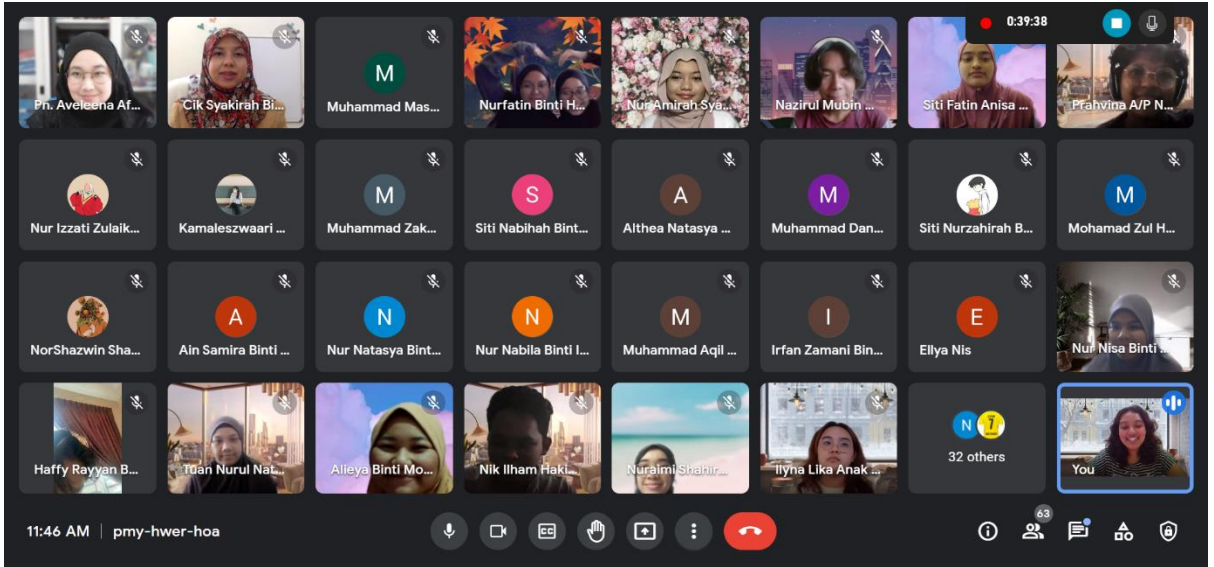 0:39:38
Pn. Aveleena Af...
Cik Syakirah Bi...
M
Muhammad Mas...
Nurfatin Binti H...
Nur Amirah Sya...
Nazirul Mubin ...
Siti Fatin Anisa ...
Prahvina A/P N...
Nur Izzati Zulaik...
Kamaleszwaari ...
M
Muhammad Zak...
S
Siti Nabihah Bint...
A
Althea Natasya ...
M
Muhammad Dan...
Siti Nurzahirah B...
M
Mohamad Zul H...
NorShazwin Sha...
A
Ain Samira Binti ...
N
Nur Natasya Bint...
N
Nur Nabila Binti I...
M
Muhammad Aqil ...
I
Irfan Zamani Bin...
E
Ellya Nis
Nur Nisa Binti ...
Haffy Rayyan B...
Tuan Nurul Nat...
Alieya Binti Mo...
Nik Ilham Haki...
Nuraimi Shahir...
Ilyna Lika Anak ...
N
7
32 others
You
11:46 AM | pmy-hwer-hoa
CC
63